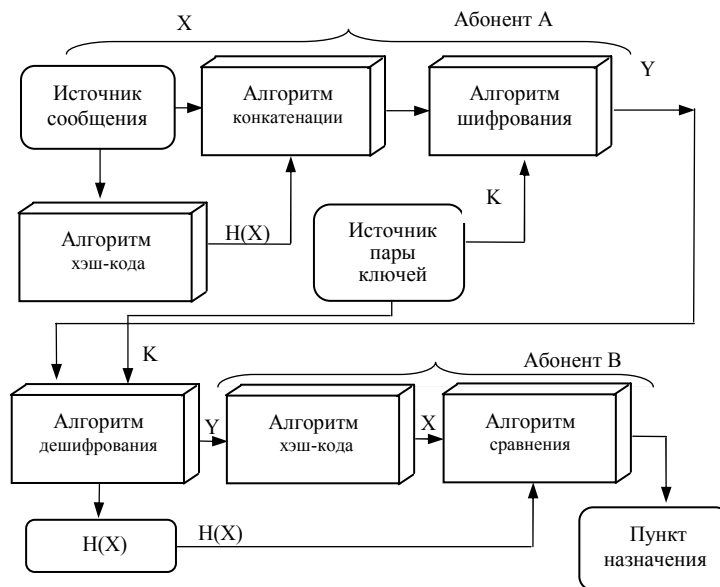 X
Абонент А
Y
Источник
сообщения
Алгоритм
конкатенации
Алгоритм
шифрования
K
Алгоритм
хэш-кода
H(X)
Источник
пары
ключей
K
Абонент В
Алгоритм
дешифрования
Y
Алгоритм
хэш-кода
X
Алгоритм
сравнения
H(X)
H(X)
Пункт
назначения